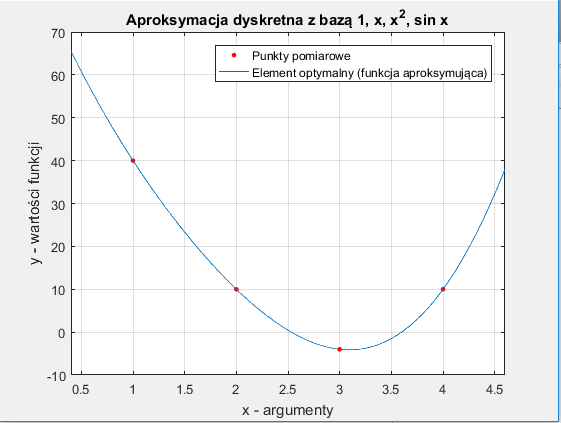 Aproksymacja dyskretna z bazą 1, x, x², sin x
Punkty pomiarowe
Element optymalny (funkcja aproksymująca)
y - wartości funkcji
70
60
50
40
30
20
10
0
-10
0.5 1 1.5 2 2.5 3 3.5 4 4.5
x - argumenty